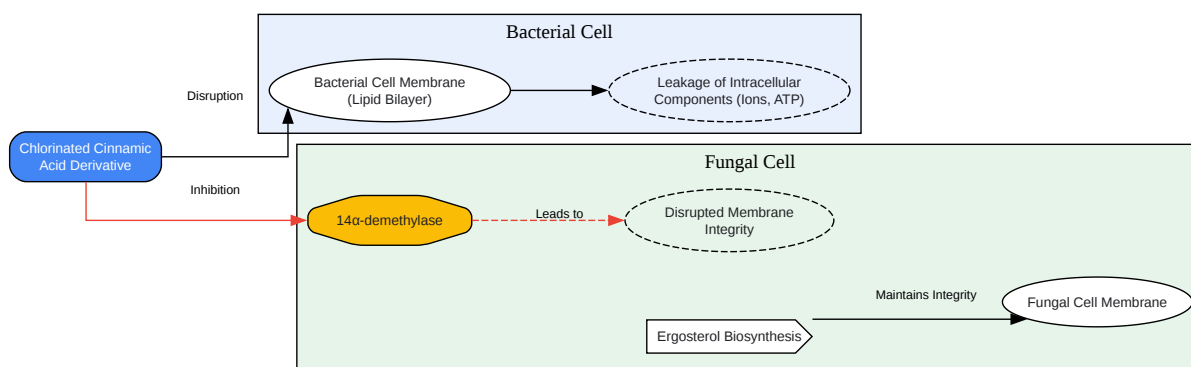 Bacterial Cell
Bacterial Cell Membrane
(Lipid Bilayer)
Leakage of Intracellular
Components (Ions, ATP)
Disruption
Chlorinated Cinnamic
Acid Derivative
Inhibition
Fungal Cell
14α-demethylase
Leads to
Disrupted Membrane
Integrity
Maintains Integrity
Fungal Cell Membrane
Ergosterol Biosynthesis